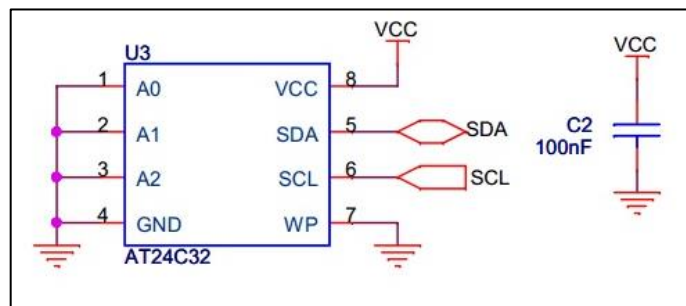 VCC
U3
1 A0 VCC 8
2 A1 SDA 5 SDA
3 A2 SCL 6 SCL
4 GND WP 7
AT24C32
VCC
C2
100nF